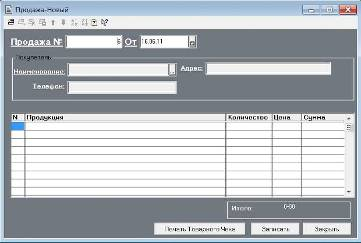 Продажа-Новый
Продажа №: 6 От 16.06.11
Покупатель
Наименование: Адрес:
Телефон:
N Продукция Количество Цена Сумма
Итого: 0-00
Печать Товарного Чека Записать Закрыть